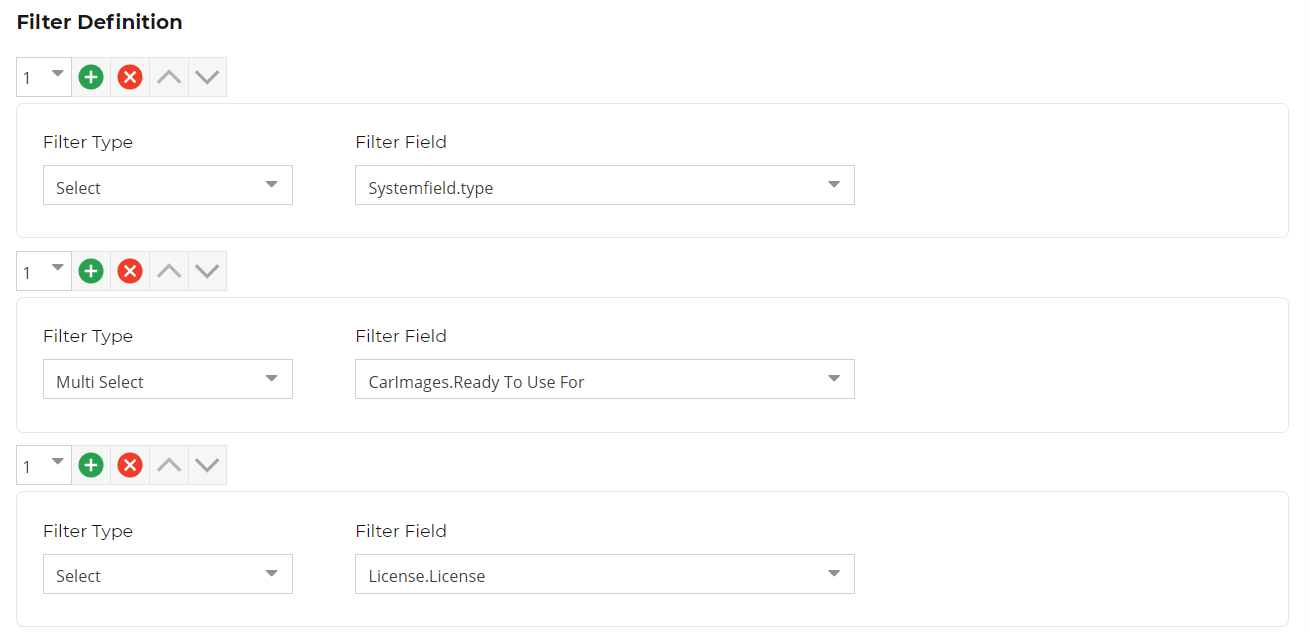 Filter Definition
1
Filter Type Filter Field
Select Systemfield.type
1
Filter Type Filter Field
Multi Select CarImages.Ready To Use For
1
Filter Type Filter Field
Select License.License